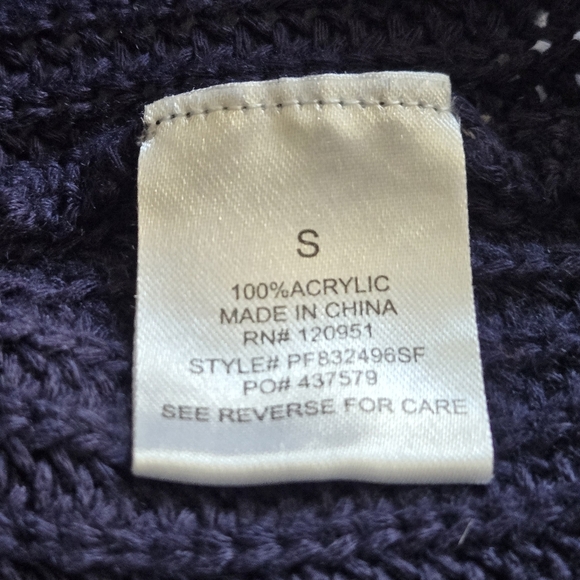 S
100%ACRYLIC
MADE IN CHINA
RN# 120951
STYLE# PF832496SF
PO# 437579
SEE REVERSE FOR CARE